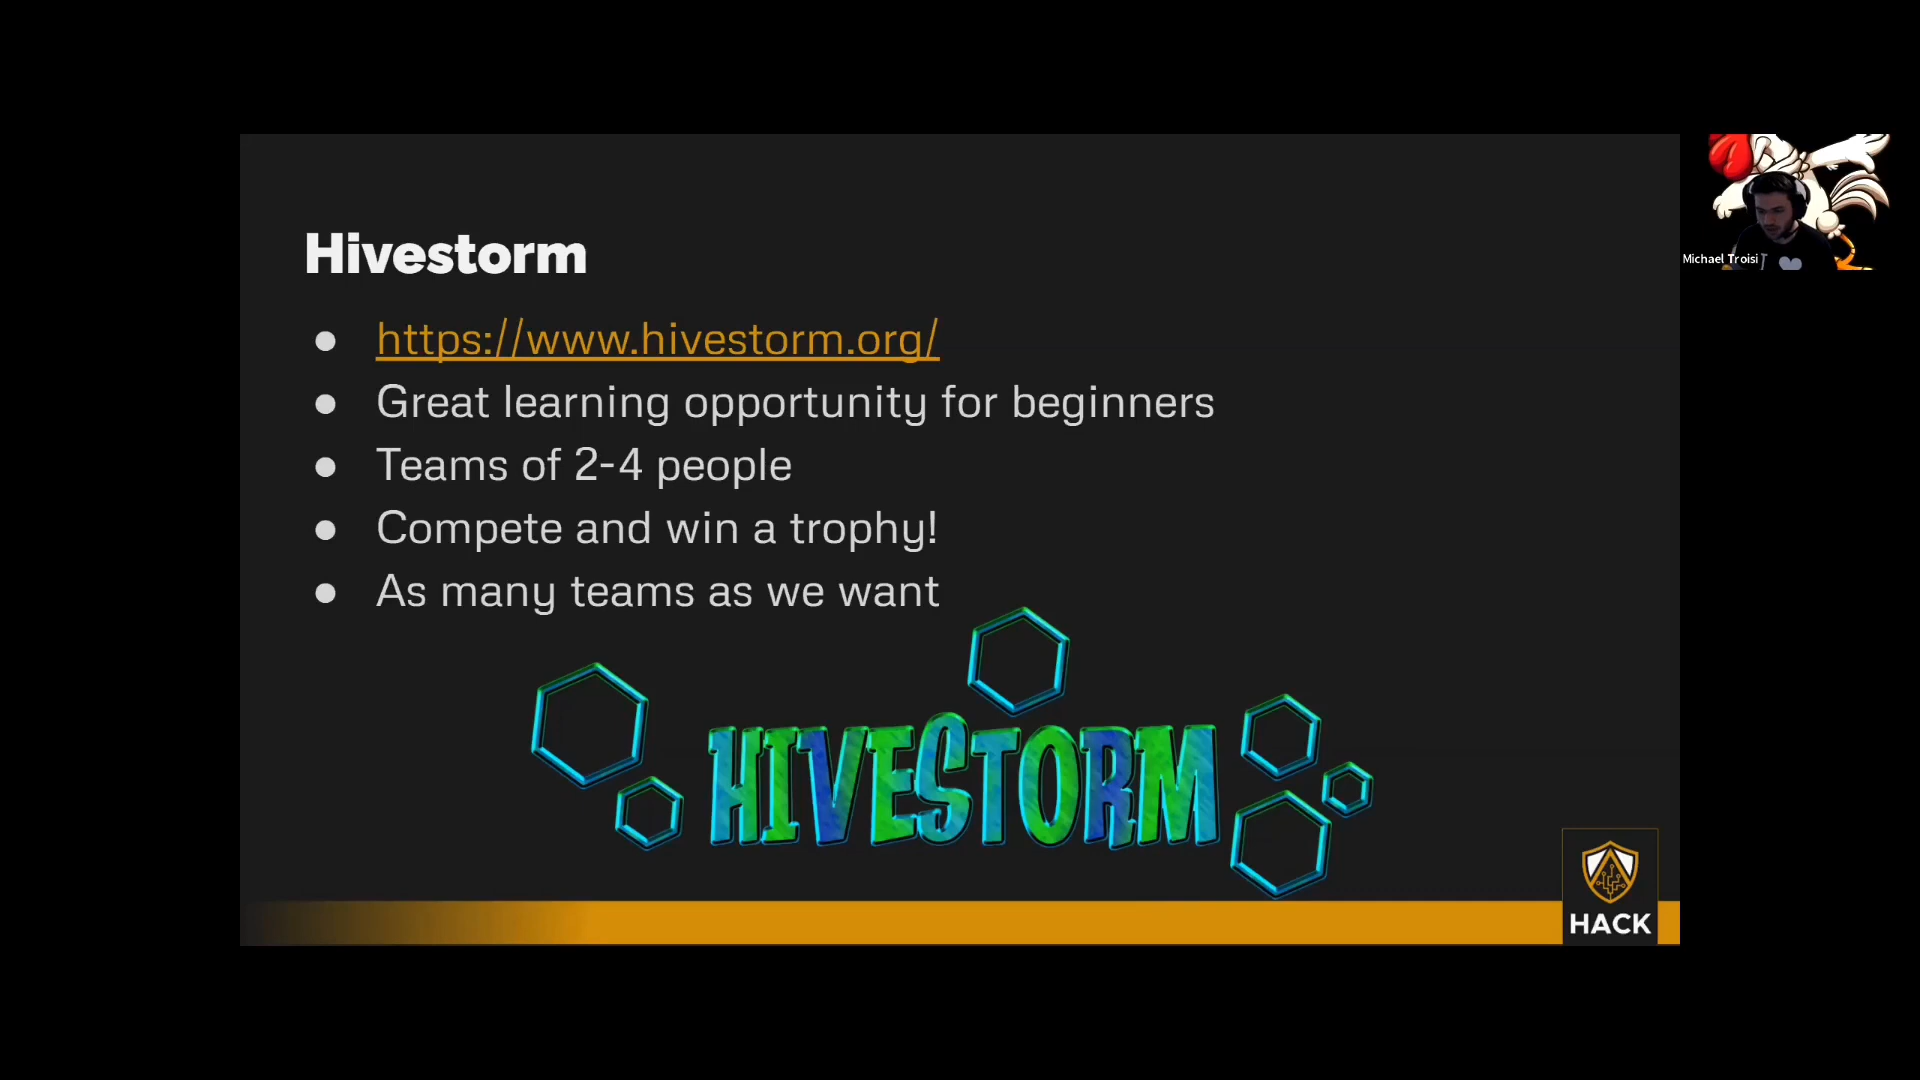 Hivestorm
https://www.hivestorm.org/
Great learning opportunity for beginners
Teams of 2-4 people
Compete and win a trophy!
As many teams as we want
HIVESTORM
HACK
Michael Troisi